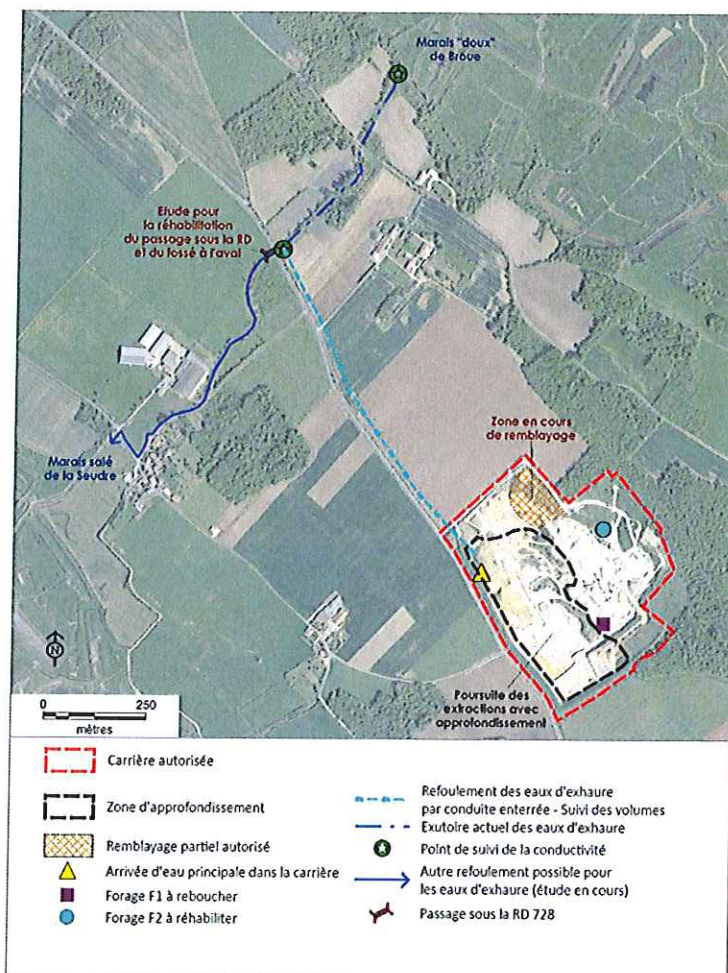 Marais "doux"
de Broue
Etude pour
la réhabilitation
du passage sous la RD
et du fossé à l'aval
Zone en cours
de remblayage
Marais salé
de la Seudre
N
Poursuite des
extractions avec
approfondissement
0 250
mètres
Carrière autorisée
Zone d'approfondissement
Remblayage partiel autorisé
Arrivée d'eau principale dans la carrière
Forage F1 à reboucher
Forage F2 à réhabiliter
Refoulement des eaux d'exhaure
par conduite enterrée - Suivi des volumes
Exutoire actuel des eaux d'exhaure
Point de suivi de la conductivité
Autre refoulement possible pour
les eaux d'exhaure (étude en cours)
Passage sous la RD 728